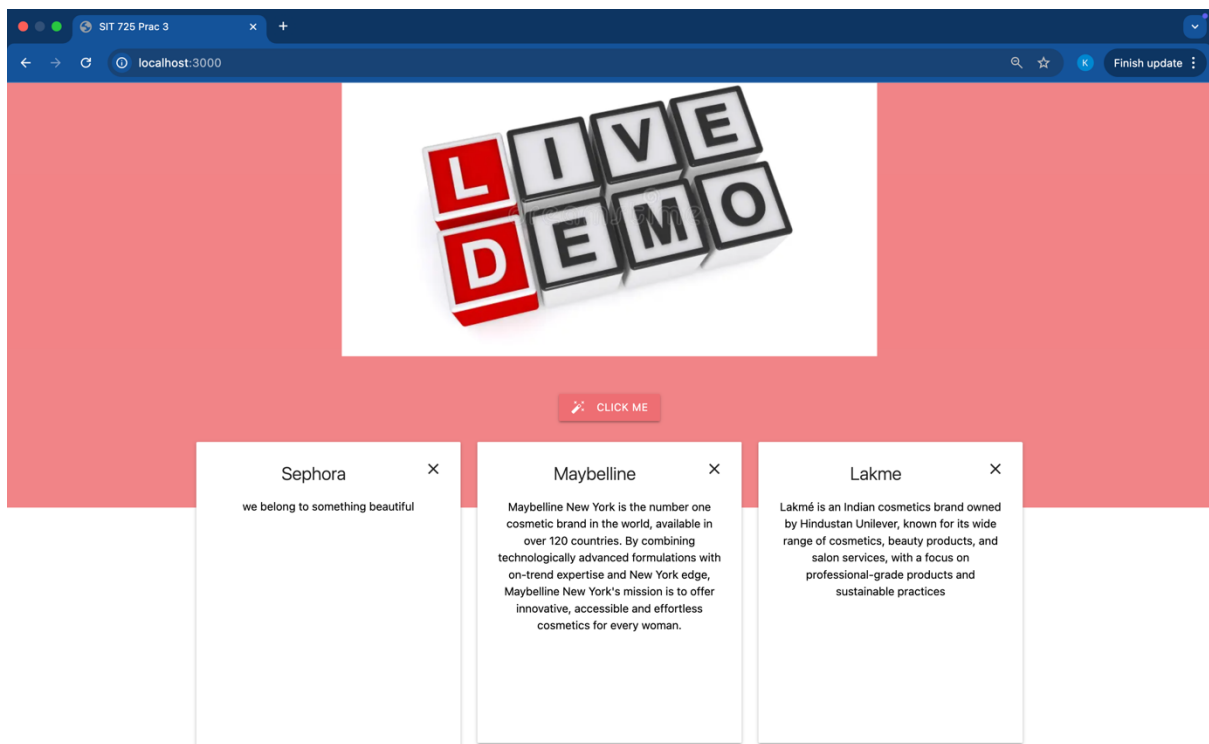 SIT 725 Prac 3
localhost:3000
K
Finish update
LIVE
DEMO
dreamstime
CLICK ME
Sephora
we belong to something beautiful
Maybelline
Maybelline New York is the number one
cosmetic brand in the world, available in
over 120 countries. By combining
technologically advanced formulations with
on-trend expertise and New York edge,
Maybelline New York's mission is to offer
innovative, accessible and effortless
cosmetics for every woman.
Lakme
Lakmé is an Indian cosmetics brand owned
by Hindustan Unilever, known for its wide
range of cosmetics, beauty products, and
salon services, with a focus on
professional-grade products and
sustainable practices